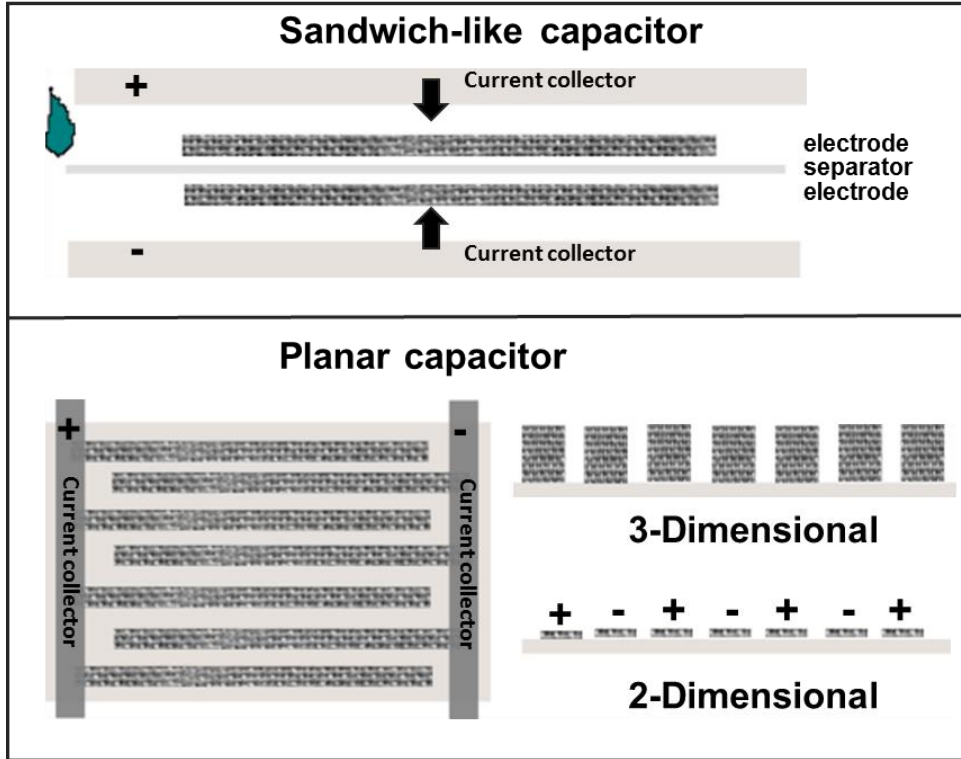 Sandwich-like capacitor
+
Current collector
electrode
separator
electrode
-
Current collector
Planar capacitor
+
-
Current collector
Current collector
3-Dimensional
+ - + - + - +
2-Dimensional